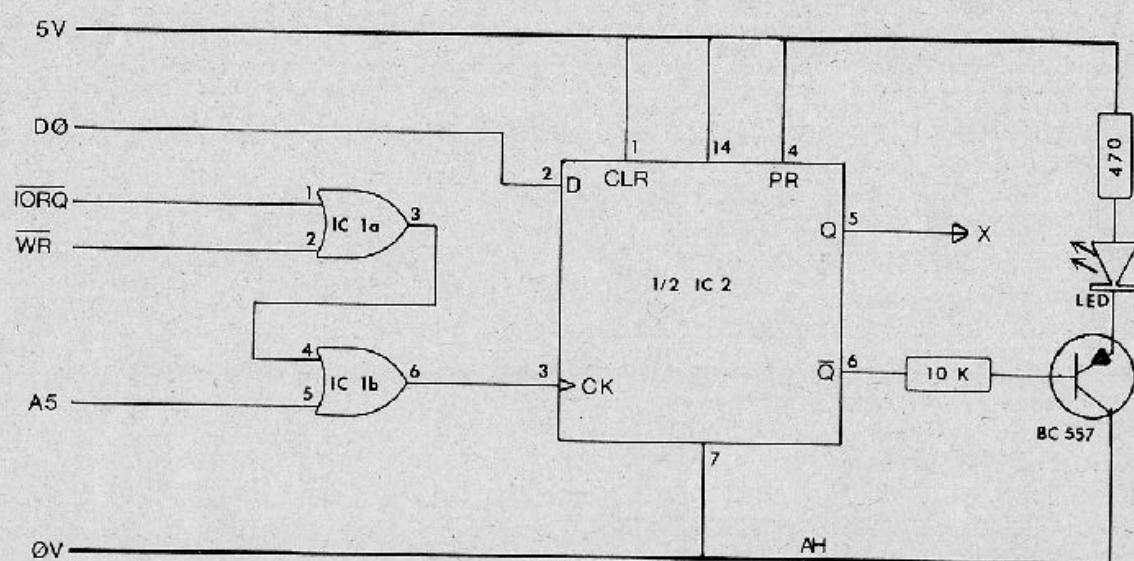 5V
DØ
1 14 4
2 D CLR PR
470
IORQ 1
IC 1a 3
WR 2
Q 5 X
1/2 IC 2
LED
4
IC 1b 6 3 CK
Q 6 10 K
A5 5
BC 557
7
ØV AH